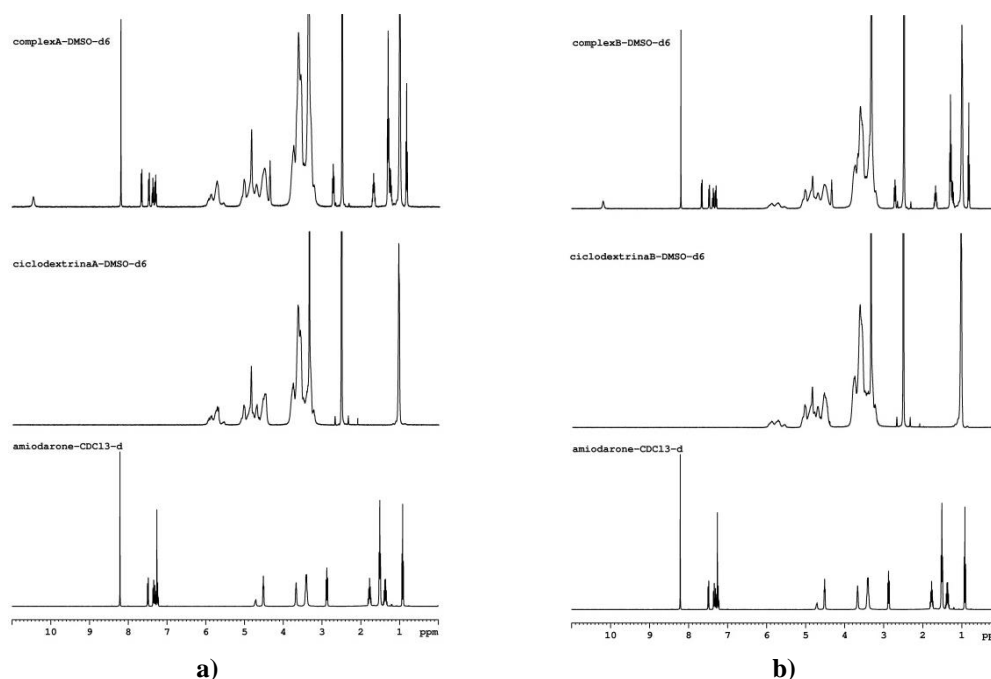 complexA-DMSO-d6
ciclodextrinaA-DMSO-d6
amiodarone-CDCl3-d
10 9 8 7 6 5 4 3 2 1 ppm
a)
complexB-DMSO-d6
ciclodextrinaB-DMSO-d6
amiodarone-CDCl3-d
10 9 8 7 6 5 4 3 2 1 PP
b)